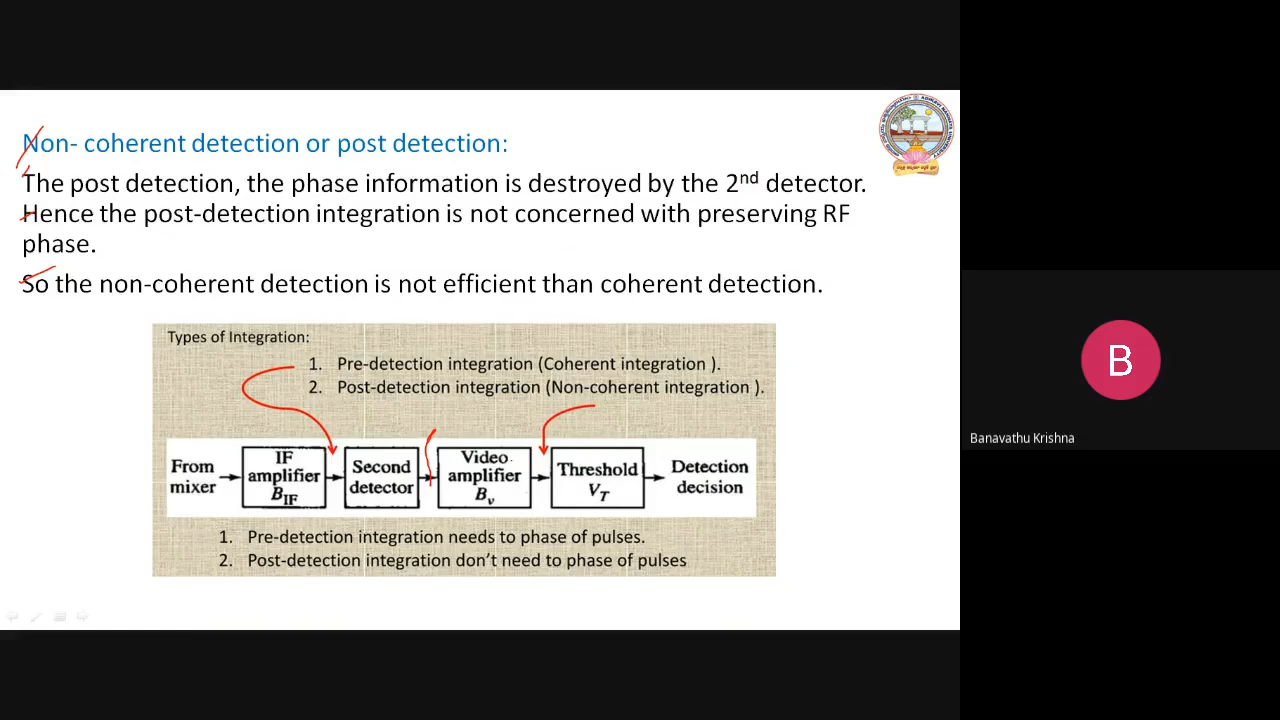 Non- coherent detection or post detection:
The post detection, the phase information is destroyed by the 2nd detector.
Hence the post-detection integration is not concerned with preserving RF
phase.
So the non-coherent detection is not efficient than coherent detection.
Types of Integration:
1. Pre-detection integration (Coherent integration ).
2. Post-detection integration (Non-coherent integration ).
From
mixer
IF
amplifier
BIF
Second
detector
Video
amplifier
Bv
Threshold
VT
Detection
decision
1. Pre-detection integration needs to phase of pulses.
2. Post-detection integration don’t need to phase of pulses
B
Banavathu Krishna